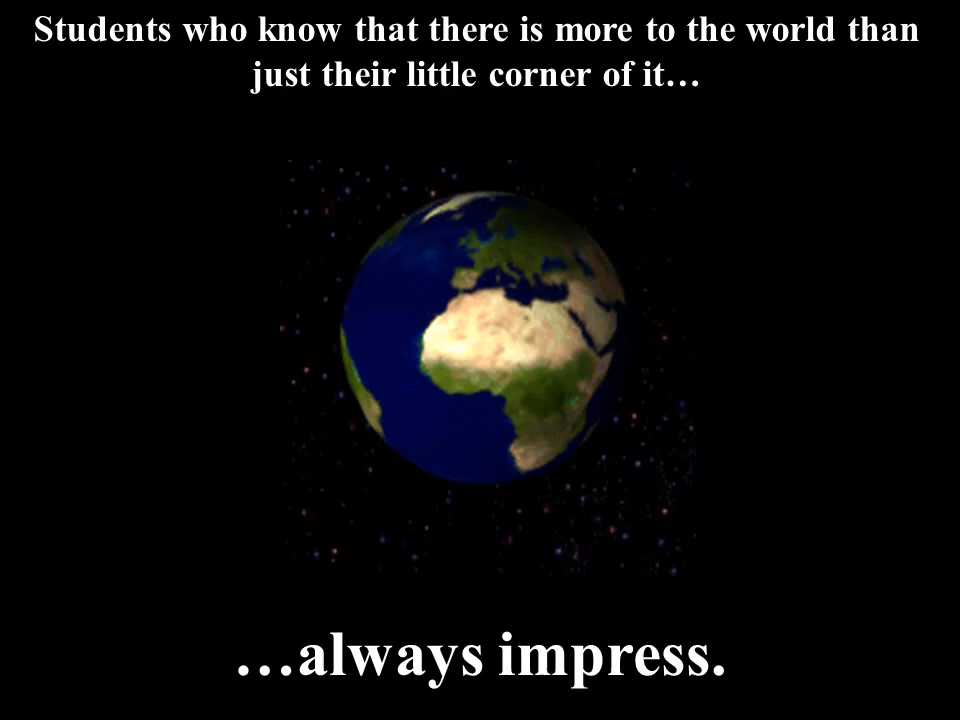 Students who know that there is more to the world than
just their little corner of it…
…always impress.